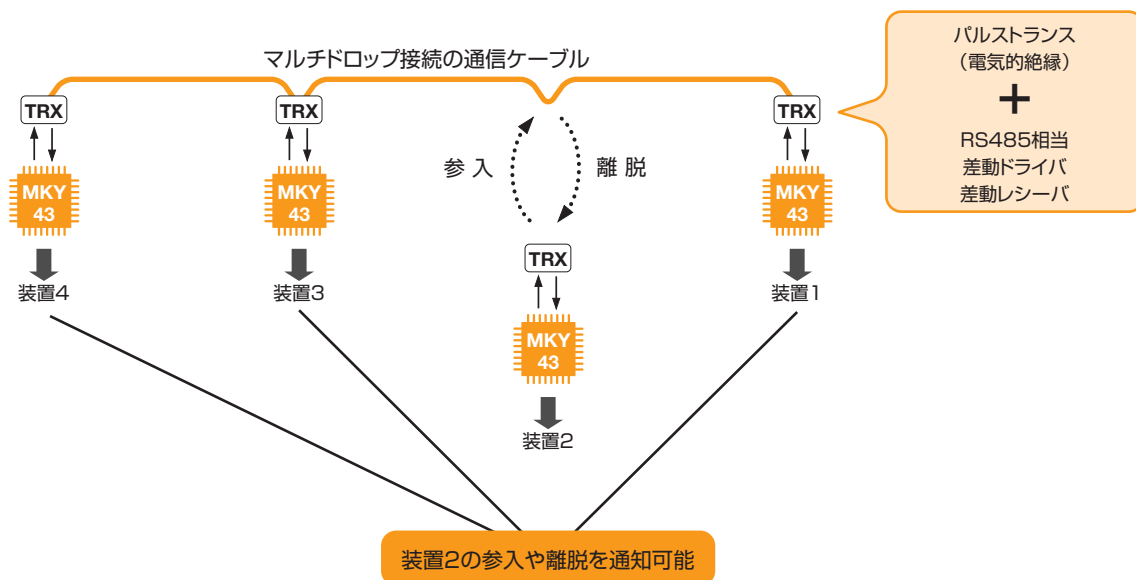 マルチドロップ接続の通信ケーブル
パルストランス
(電気的絶縁)
+
RS485相当
差動ドライバ
差動レシーバ
TRX
TRX
TRX
参入
離脱
MKY
43
MKY
43
MKY
43
TRX
装置4
装置3
装置1
MKY
43
装置2
装置2の参入や離脱を通知可能